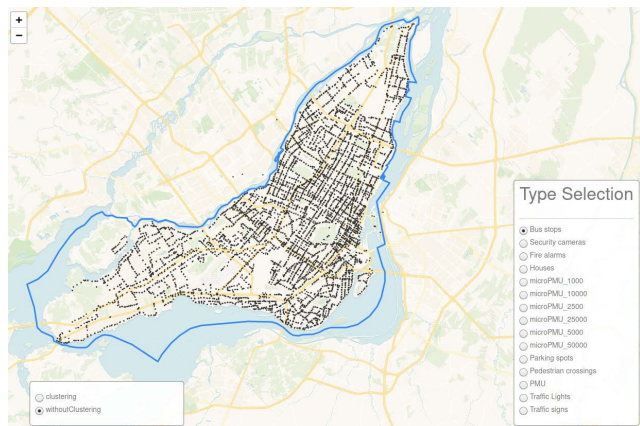 +
−
Type Selection
Bus stops
Security cameras
Fire alarms
Houses
microPMU_1000
microPMU_10000
microPMU_2500
microPMU_25000
microPMU_5000
microPMU_50000
Parking spots
Pedestrian crossings
PMU
Traffic Lights
Traffic signs
clustering
withoutClustering